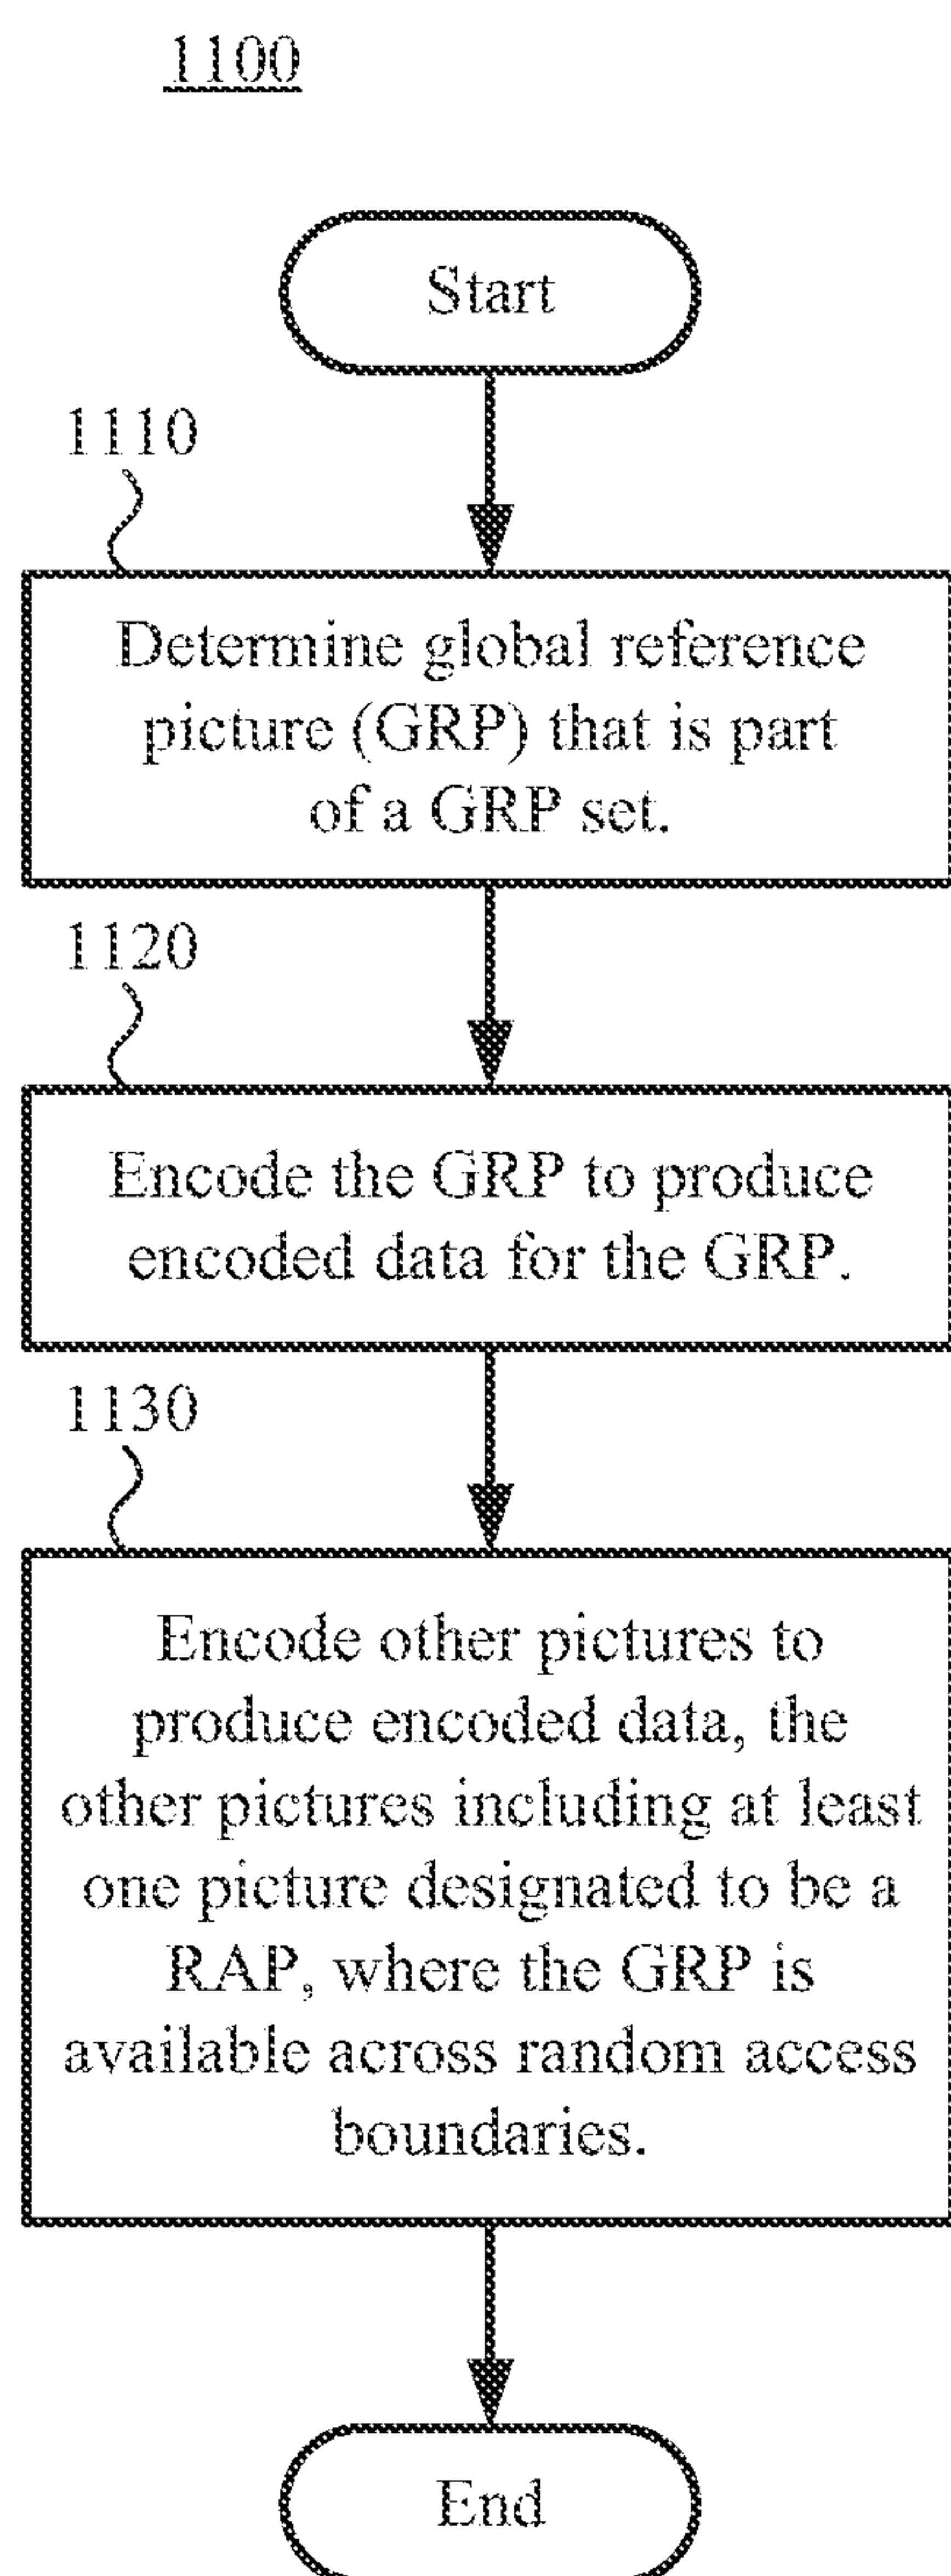 1100
Start
1110
Determine global reference
picture (GRP) that is part
of a GRP set.
1120
Encode the GRP to produce
encoded data for the GRP.
1130
Encode other pictures to
produce encoded data, the
other pictures including at least
one picture designated to be a
RAP, where the GRP is
available across random access
boundaries.
End